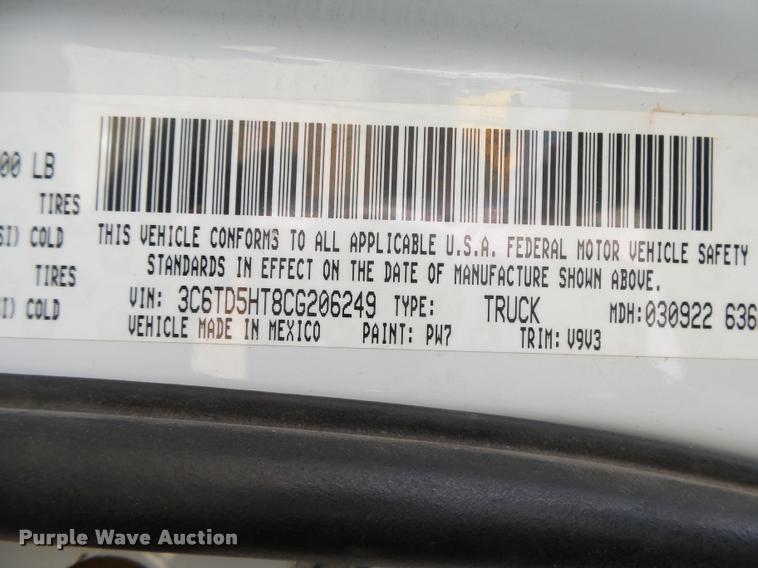 00 LB
TIRES
SI) COLD
TIRES
I) COLD
THIS VEHICLE CONFORMS TO ALL APPLICABLE U.S.A. FEDERAL MOTOR VEHICLE SAFETY
STANDARDS IN EFFECT ON THE DATE OF MANUFACTURE SHOWN ABOVE.
VIN: 3C6TD5HT8CG206249 TYPE: TRUCK MDH:030922 636
VEHICLE MADE IN MEXICO PAINT: PW7 TRIM: V9V3
Purple Wave Auction